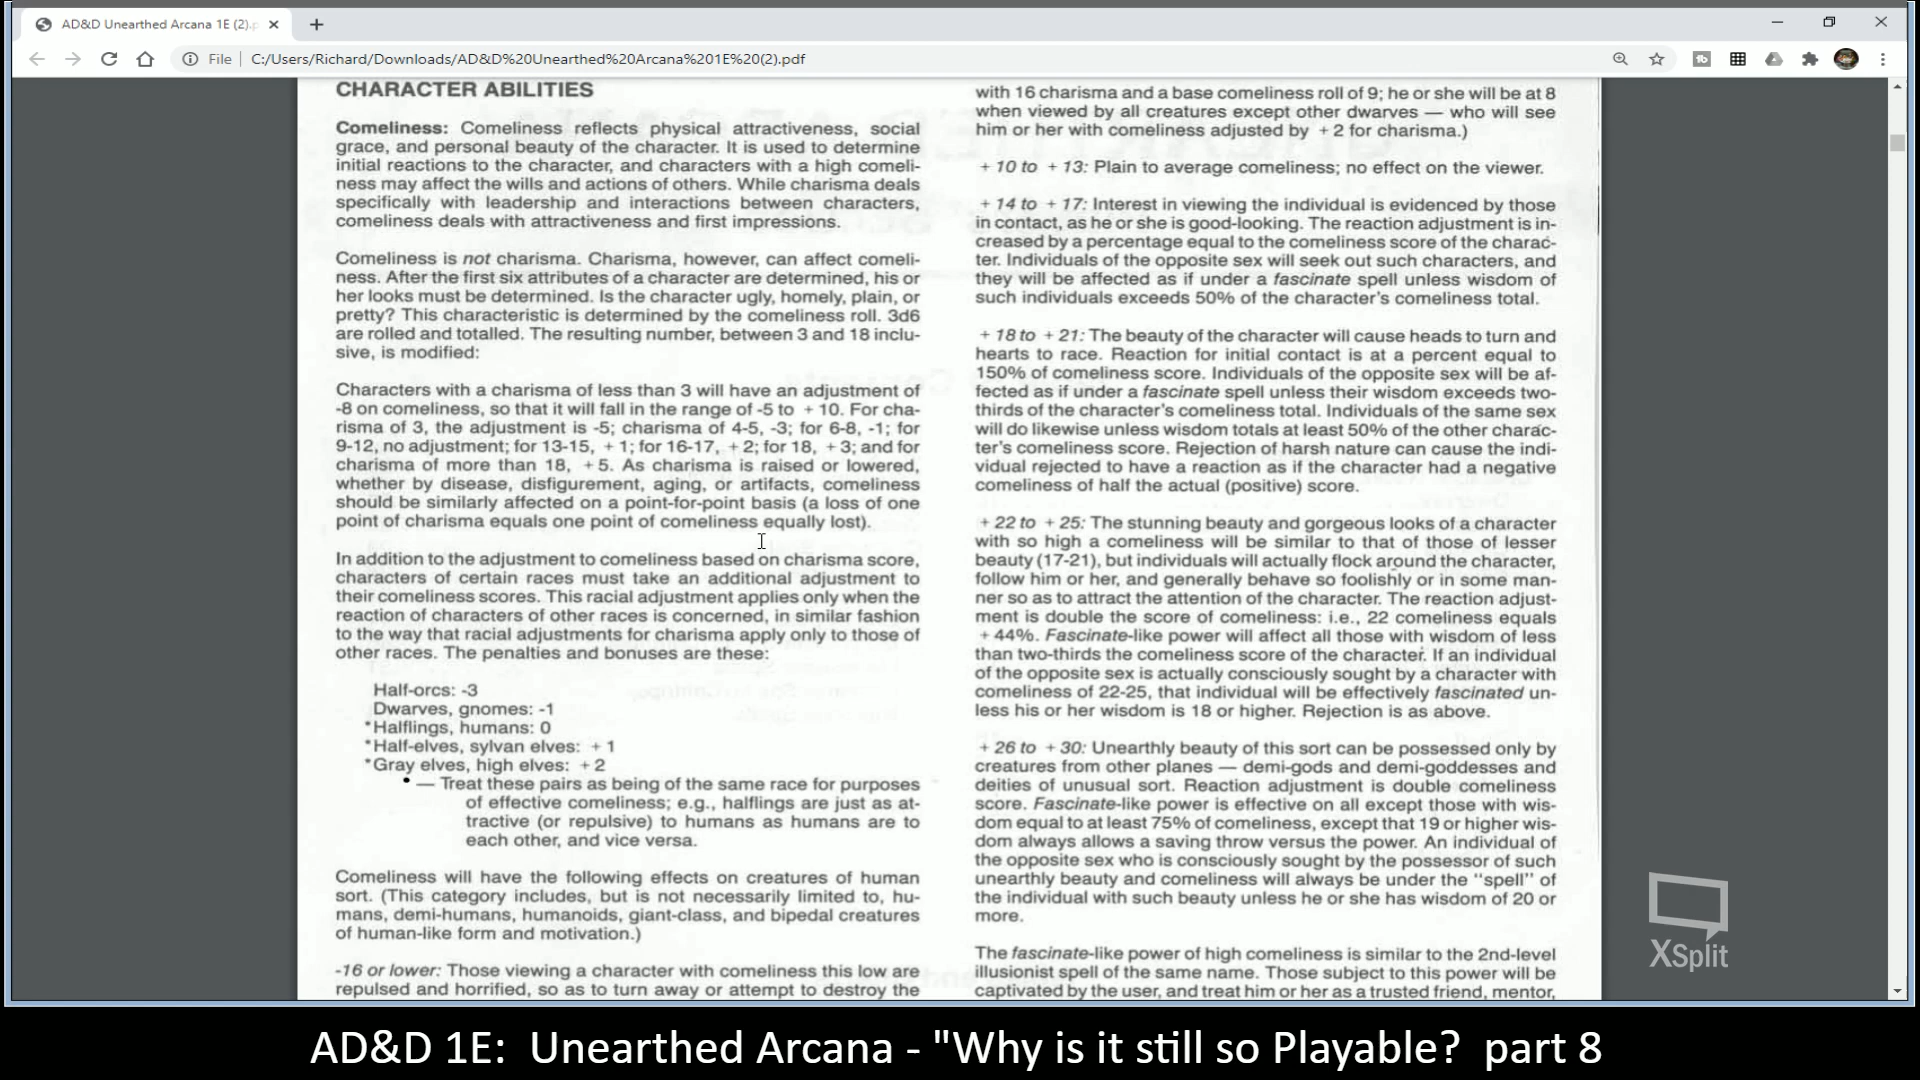 AD&D Unearthed Arcana 1E (2).p
File
C:/Users/Richard/Downloads/AD&D%20Unearthed%20Arcana%201E%20(2).pdf
CHARACTER ABILITIES
Comeliness: Comeliness reflects physical attractiveness, social
grace, and personal beauty of the character. It is used to determine
initial reactions to the character, and characters with a high comeli-
ness may affect the wills and actions of others. While charisma deals
specifically with leadership and interactions between characters,
comeliness deals with attractiveness and first impressions.
Comeliness is not charisma. Charisma, however, can affect comeli-
ness. After the first six attributes of a character are determined, his or
her looks must be determined. Is the character ugly, homely, plain, or
pretty? This characteristic is determined by the comeliness roll. 3d6
are rolled and totalled. The resulting number, between 3 and 18 inclu-
sive, is modified:
Characters with a charisma of less than 3 will have an adjustment of
-8 on comeliness, so that it will fall in the range of -5 to + 10. For cha-
risma of 3, the adjustment is -5; charisma of 4-5, -3; for 6-8, -1; for
9-12, no adjustment; for 13-15, + 1; for 16-17, + 2; for 18, + 3; and for
charisma of more than 18, + 5. As charisma is raised or lowered,
whether by disease, disfigurement, aging, or artifacts, comeliness
should be similarly affected on a point-for-point basis (a loss of one
point of charisma equals one point of comeliness equally lost).
In addition to the adjustment to comeliness based on charisma score,
characters of certain races must take an additional adjustment to
their comeliness scores. This racial adjustment applies only when the
reaction of characters of other races is concerned, in similar fashion
to the way that racial adjustments for charisma apply only to those of
other races. The penalties and bonuses are these:
Half-orcs: -3
Dwarves, gnomes: -1
*Halflings, humans: 0
*Half-elves, sylvan elves: + 1
*Gray elves, high elves: + 2
• — Treat these pairs as being of the same race for purposes
of effective comeliness; e.g., halflings are just as at-
tractive (or repulsive) to humans as humans are to
each other, and vice versa.
Comeliness will have the following effects on creatures of human
sort. (This category includes, but is not necessarily limited to, hu-
mans, demi-humans, humanoids, giant-class, and bipedal creatures
of human-like form and motivation.)
-16 or lower: Those viewing a character with comeliness this low are
repulsed and horrified, so as to turn away or attempt to destroy the
with 16 charisma and a base comeliness roll of 9; he or she will be at 8
when viewed by all creatures except other dwarves — who will see
him or her with comeliness adjusted by + 2 for charisma.)
+ 10 to + 13: Plain to average comeliness; no effect on the viewer.
+ 14 to + 17: Interest in viewing the individual is evidenced by those
in contact, as he or she is good-looking. The reaction adjustment is in-
creased by a percentage equal to the comeliness score of the charac-
ter. Individuals of the opposite sex will seek out such characters, and
they will be affected as if under a fascinate spell unless wisdom of
such individuals exceeds 50% of the character's comeliness total.
+ 18 to + 21: The beauty of the character will cause heads to turn and
hearts to race. Reaction for initial contact is at a percent equal to
150% of comeliness score. Individuals of the opposite sex will be af-
fected as if under a fascinate spell unless their wisdom exceeds two-
thirds of the character's comeliness total. Individuals of the same sex
will do likewise unless wisdom totals at least 50% of the other charac-
ter's comeliness score. Rejection of harsh nature can cause the indi-
vidual rejected to have a reaction as if the character had a negative
comeliness of half the actual (positive) score.
+ 22 to + 25: The stunning beauty and gorgeous looks of a character
with so high a comeliness will be similar to that of those of lesser
beauty (17-21), but individuals will actually flock around the character,
follow him or her, and generally behave so foolishly or in some man-
ner so as to attract the attention of the character. The reaction adjust-
ment is double the score of comeliness: i.e., 22 comeliness equals
+ 44%. Fascinate-like power will affect all those with wisdom of less
than two-thirds the comeliness score of the character. If an individual
of the opposite sex is actually consciously sought by a character with
comeliness of 22-25, that individual will be effectively fascinated un-
less his or her wisdom is 18 or higher. Rejection is as above.
+ 26 to + 30: Unearthly beauty of this sort can be possessed only by
creatures from other planes — demi-gods and demi-goddesses and
deities of unusual sort. Reaction adjustment is double comeliness
score. Fascinate-like power is effective on all except those with wis-
dom equal to at least 75% of comeliness, except that 19 or higher wis-
dom always allows a saving throw versus the power. An individual of
the opposite sex who is consciously sought by the possessor of such
unearthly beauty and comeliness will always be under the "spell" of
the individual with such beauty unless he or she has wisdom of 20 or
more.
The fascinate-like power of high comeliness is similar to the 2nd-level
illusionist spell of the same name. Those subject to this power will be
captivated by the user, and treat him or her as a trusted friend, mentor,
XSplit
AD&D 1E: Unearthed Arcana - "Why is it still so Playable? part 8